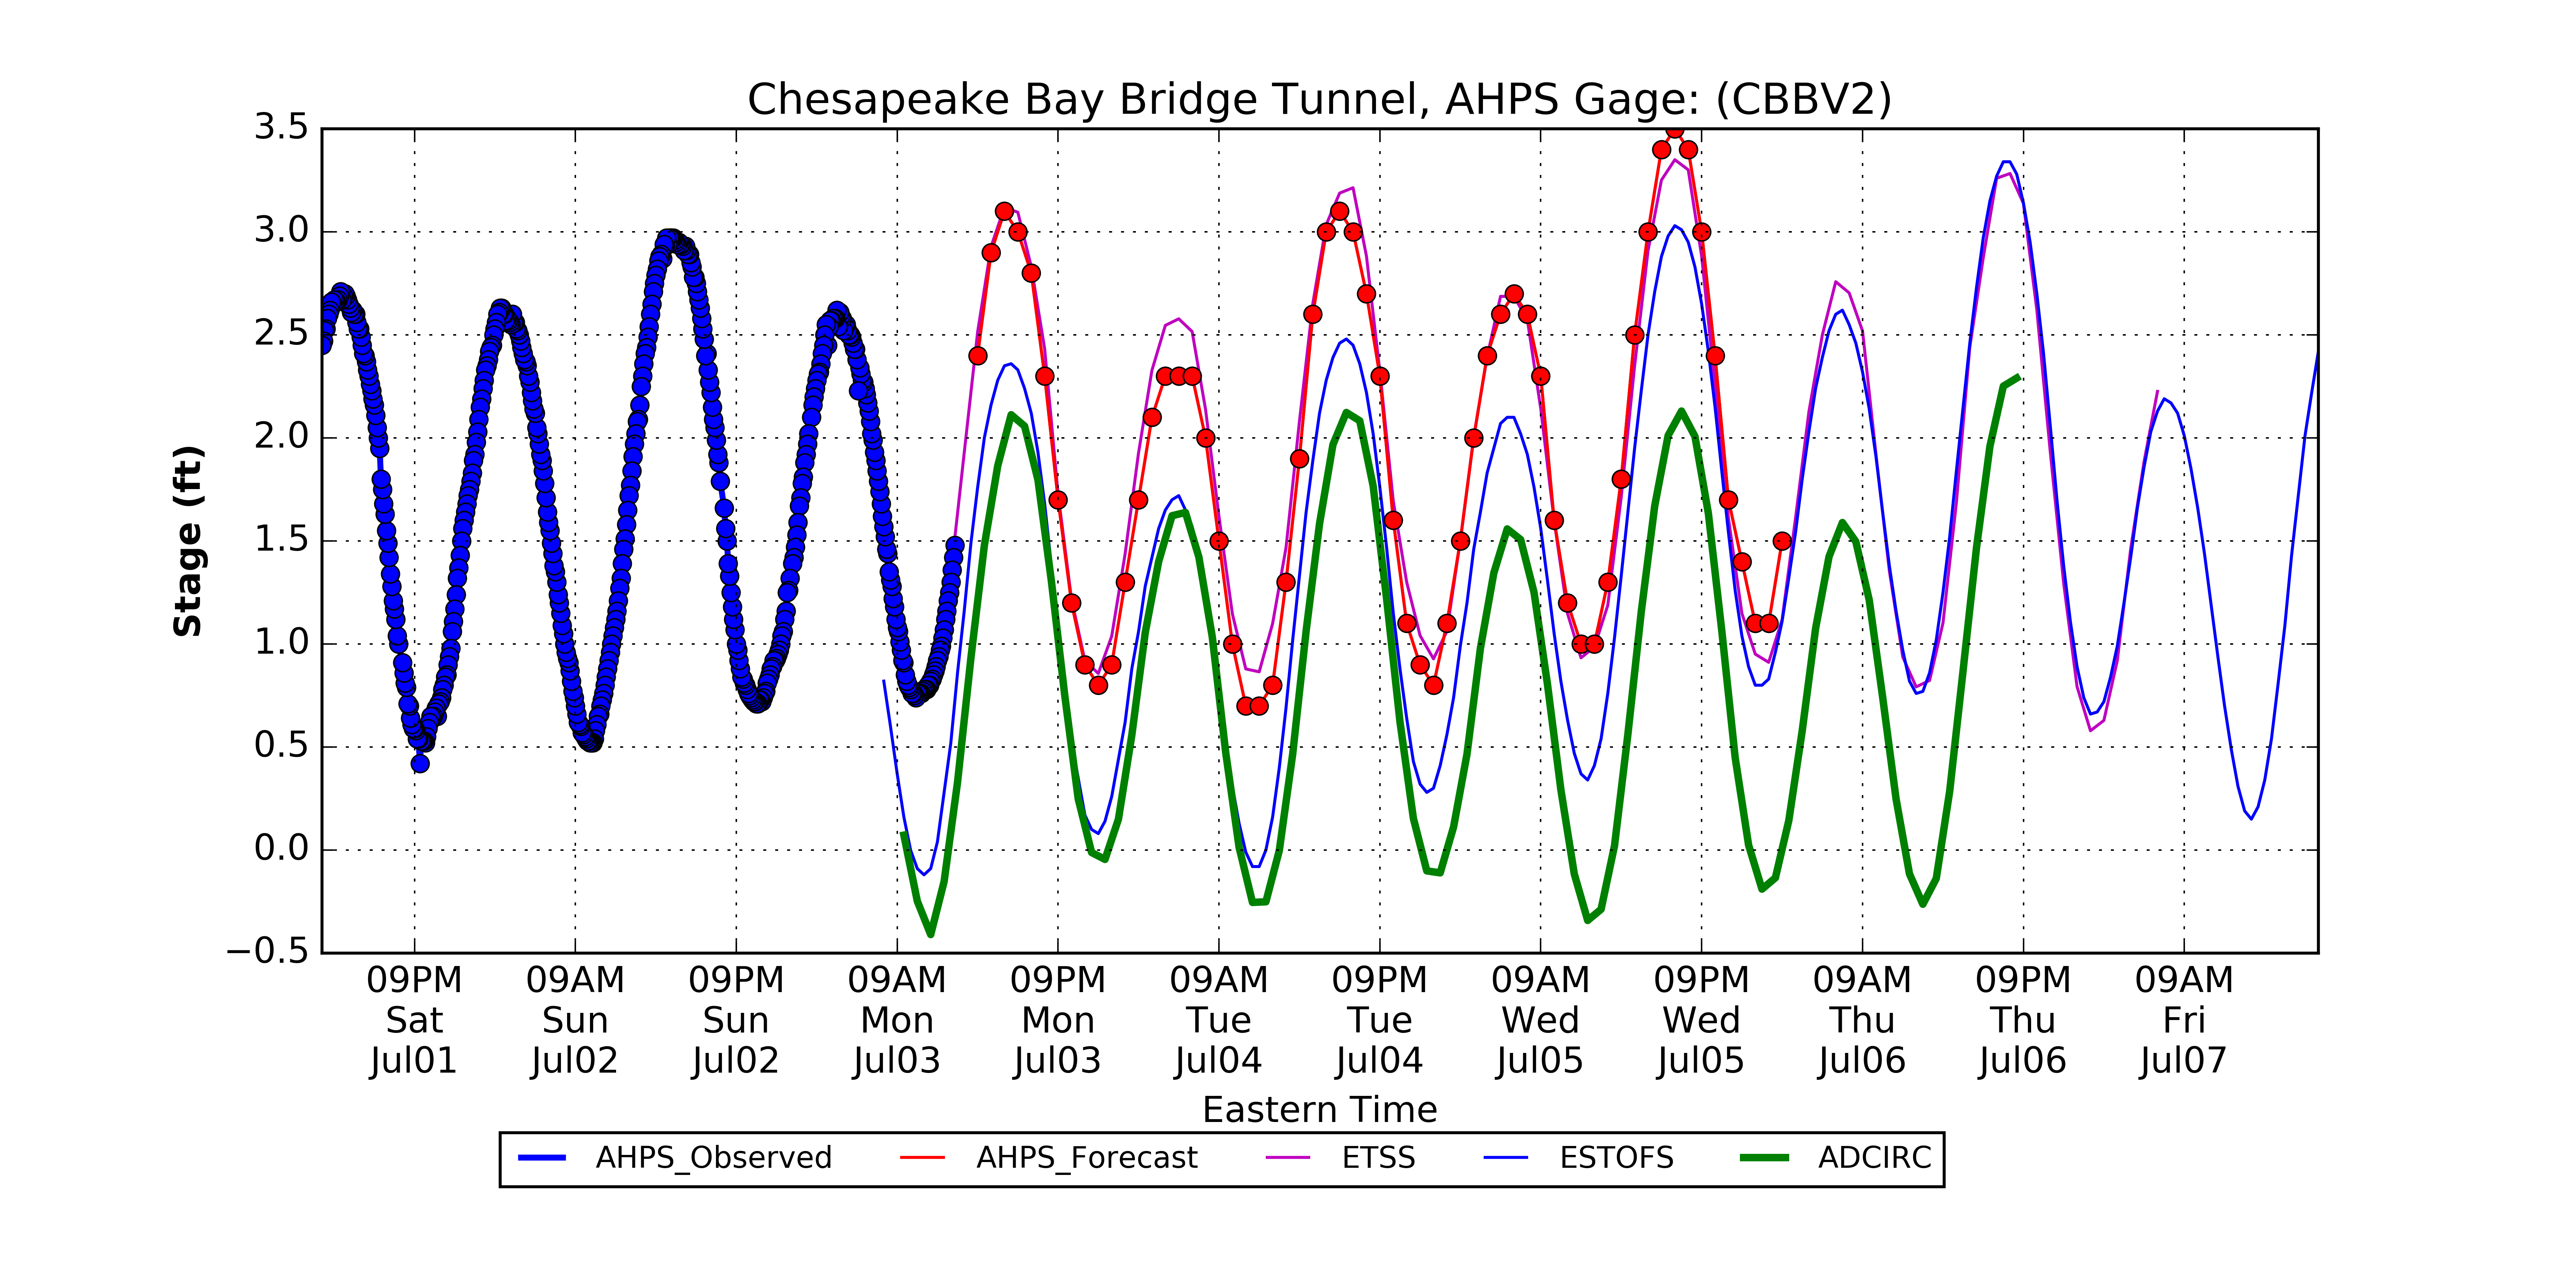 Chesapeake Bay Bridge Tunnel, AHPS Gage: (CBBV2)
3.5
3.0
2.5
2.0
1.5
1.0
0.5
0.0
−0.5
Stage (ft)
09PM 09AM 09PM 09AM 09PM 09AM 09PM 09AM 09PM 09AM 09PM 09AM
Sat Sun Sun Mon Mon Tue Tue Wed Wed Thu Thu Fri
Jul01 Jul02 Jul02 Jul03 Jul03 Jul04 Jul04 Jul05 Jul05 Jul06 Jul06 Jul07
Eastern Time
AHPS_Observed AHPS_Forecast ETSS ESTOFS ADCIRC